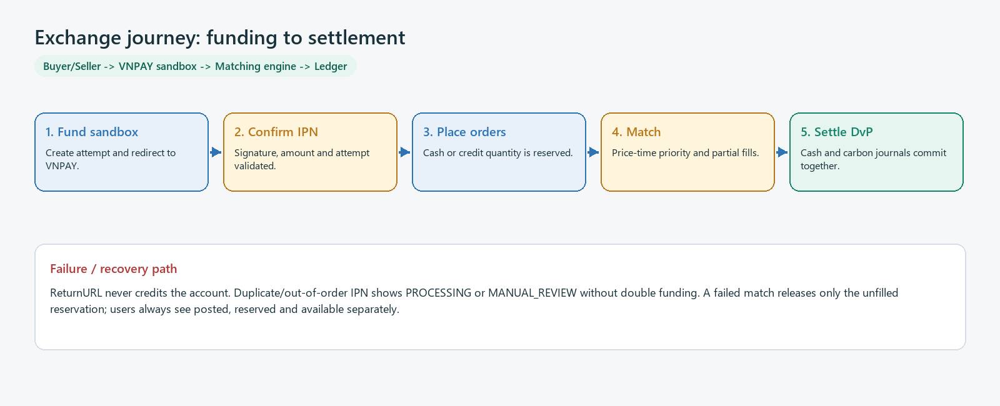 Exchange journey: funding to settlement
Buyer/Seller -> VNPAY sandbox -> Matching engine -> Ledger
1. Fund sandbox
Create attempt and redirect to
VNPAY.
2. Confirm IPN
Signature, amount and attempt
validated.
3. Place orders
Cash or credit quantity is reserved.
4. Match
Price-time priority and partial fills.
5. Settle DvP
Cash and carbon journals commit
together.
Failure / recovery path
ReturnURL never credits the account. Duplicate/out-of-order IPN shows PROCESSING or MANUAL_REVIEW without double funding. A failed match releases only the unfilled
reservation; users always see posted, reserved and available separately.